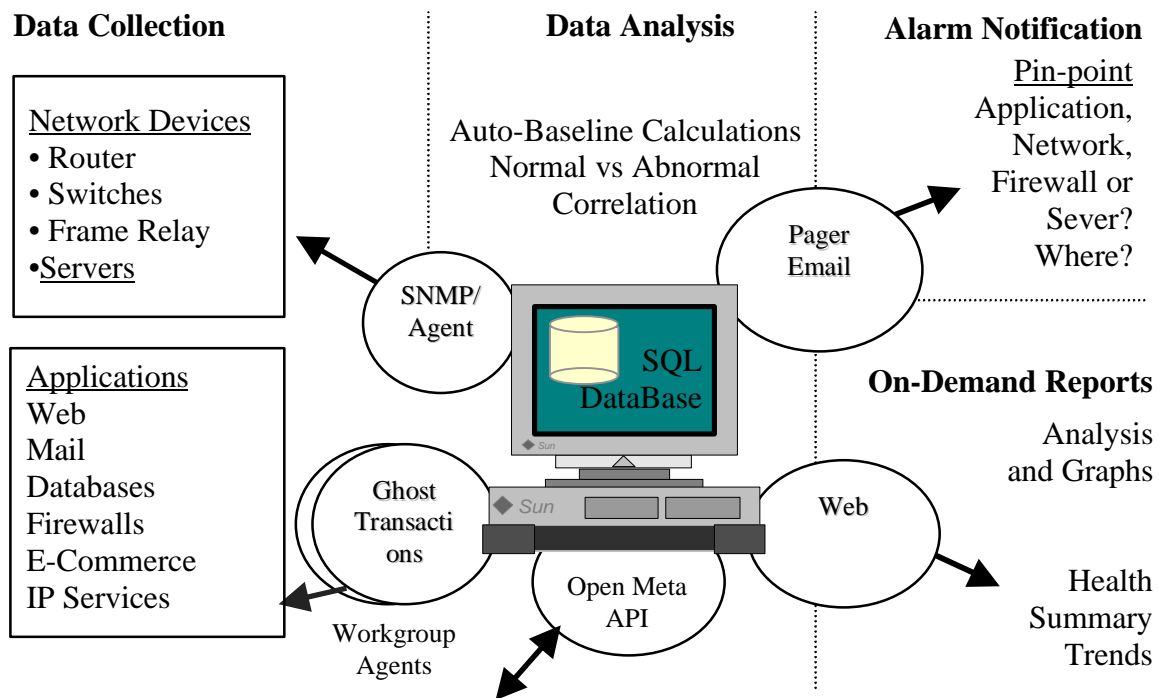 Data Collection
Network Devices
• Router
• Switches
• Frame Relay
•Servers
Applications
Web
Mail
Databases
Firewalls
E-Commerce
IP Services
Data Analysis
Auto-Baseline Calculations
Normal vs Abnormal
Correlation
SNMP/
Agent
SQL
DataBase
Sun
Sun
Ghost
Transacti
ons
Workgroup
Agents
Open Meta
API
Pager
Email
Web
Alarm Notification
Pin-point
Application,
Network,
Firewall or
Sever?
Where?
On-Demand Reports
Analysis
and Graphs
Health
Summary
Trends